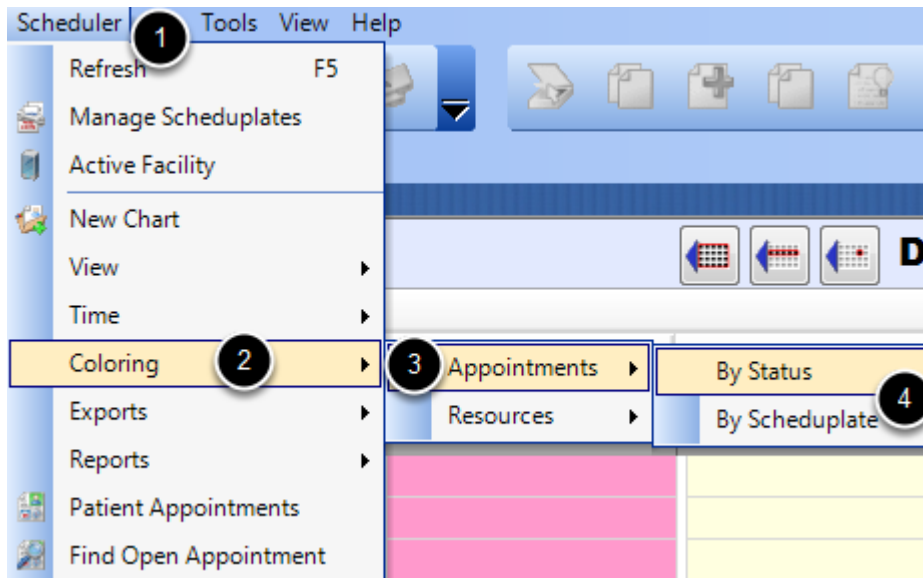 Scheduler Tools View Help
1
Refresh F5
Manage Scheduplates
Active Facility
New Chart
D
View
Time
Coloring 2 3 Appointments By Status
4
Exports Resources By Scheduplate
Reports
Patient Appointments
Find Open Appointment